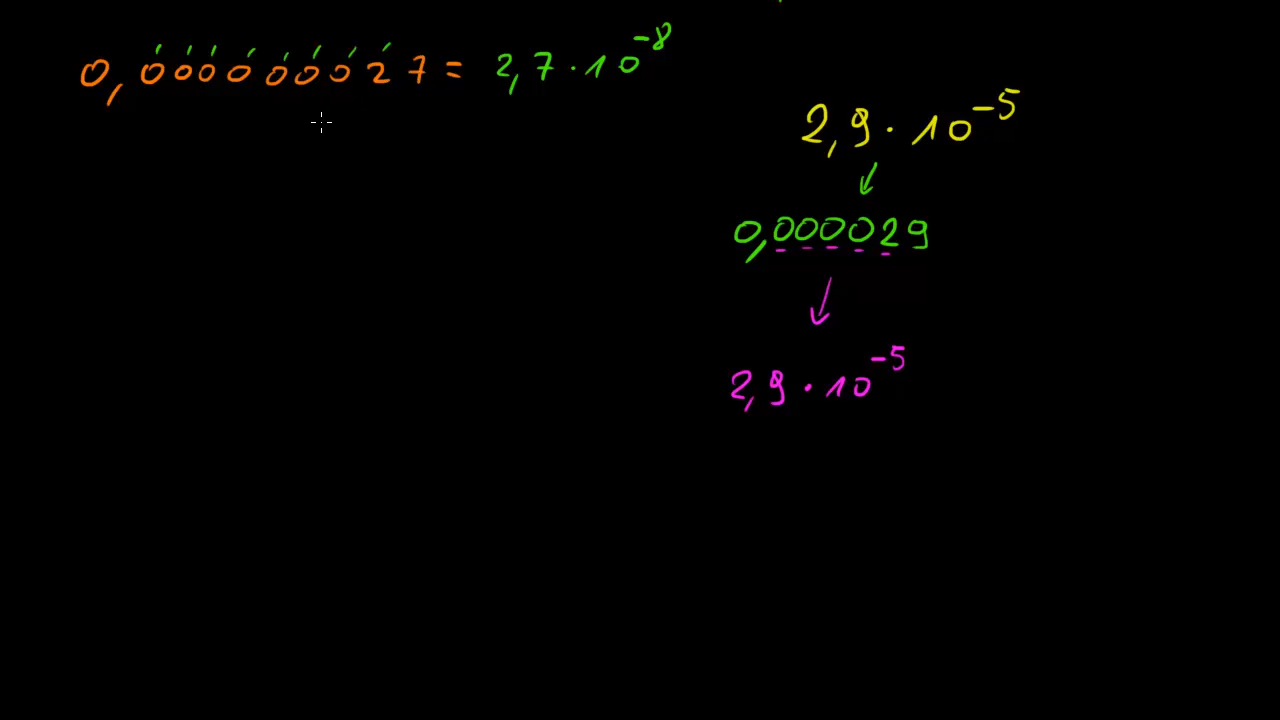 0,000000027 = 2,7 · 10⁻⁸
2,9 · 10⁻⁵
0,000029
2,9 · 10⁻⁵